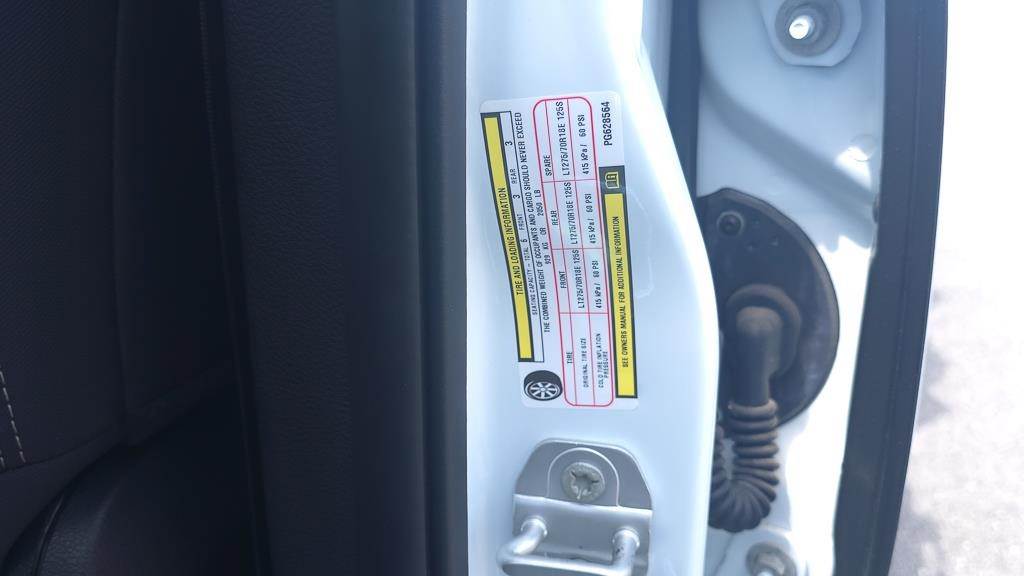 TIRE AND LOADING INFORMATION
SEATING CAPACITY - TOTAL 6 FRONT 3 REAR 3
THE COMBINED WEIGHT OF OCCUPANTS AND CARGO SHOULD NEVER EXCEED
929 KG OR 2050 LB
TIRE FRONT REAR SPARE
ORIGINAL TIRE SIZE LT275/70R18E 125S LT275/70R18E 125S LT275/70R18E 125S
COLD TIRE INFLATION PRESSURE 415 kPa / 60 PSI 415 kPa / 60 PSI 415 kPa / 60 PSI
SEE OWNERS MANUAL FOR ADDITIONAL INFORMATION
PG628564